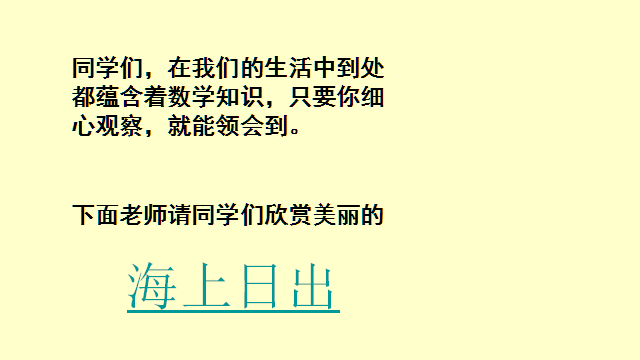 同学们，在我们的生活中到处
都蕴含着数学知识，只要你细
心观察，就能领会到。
下面老师请同学们欣赏美丽的
海上日出